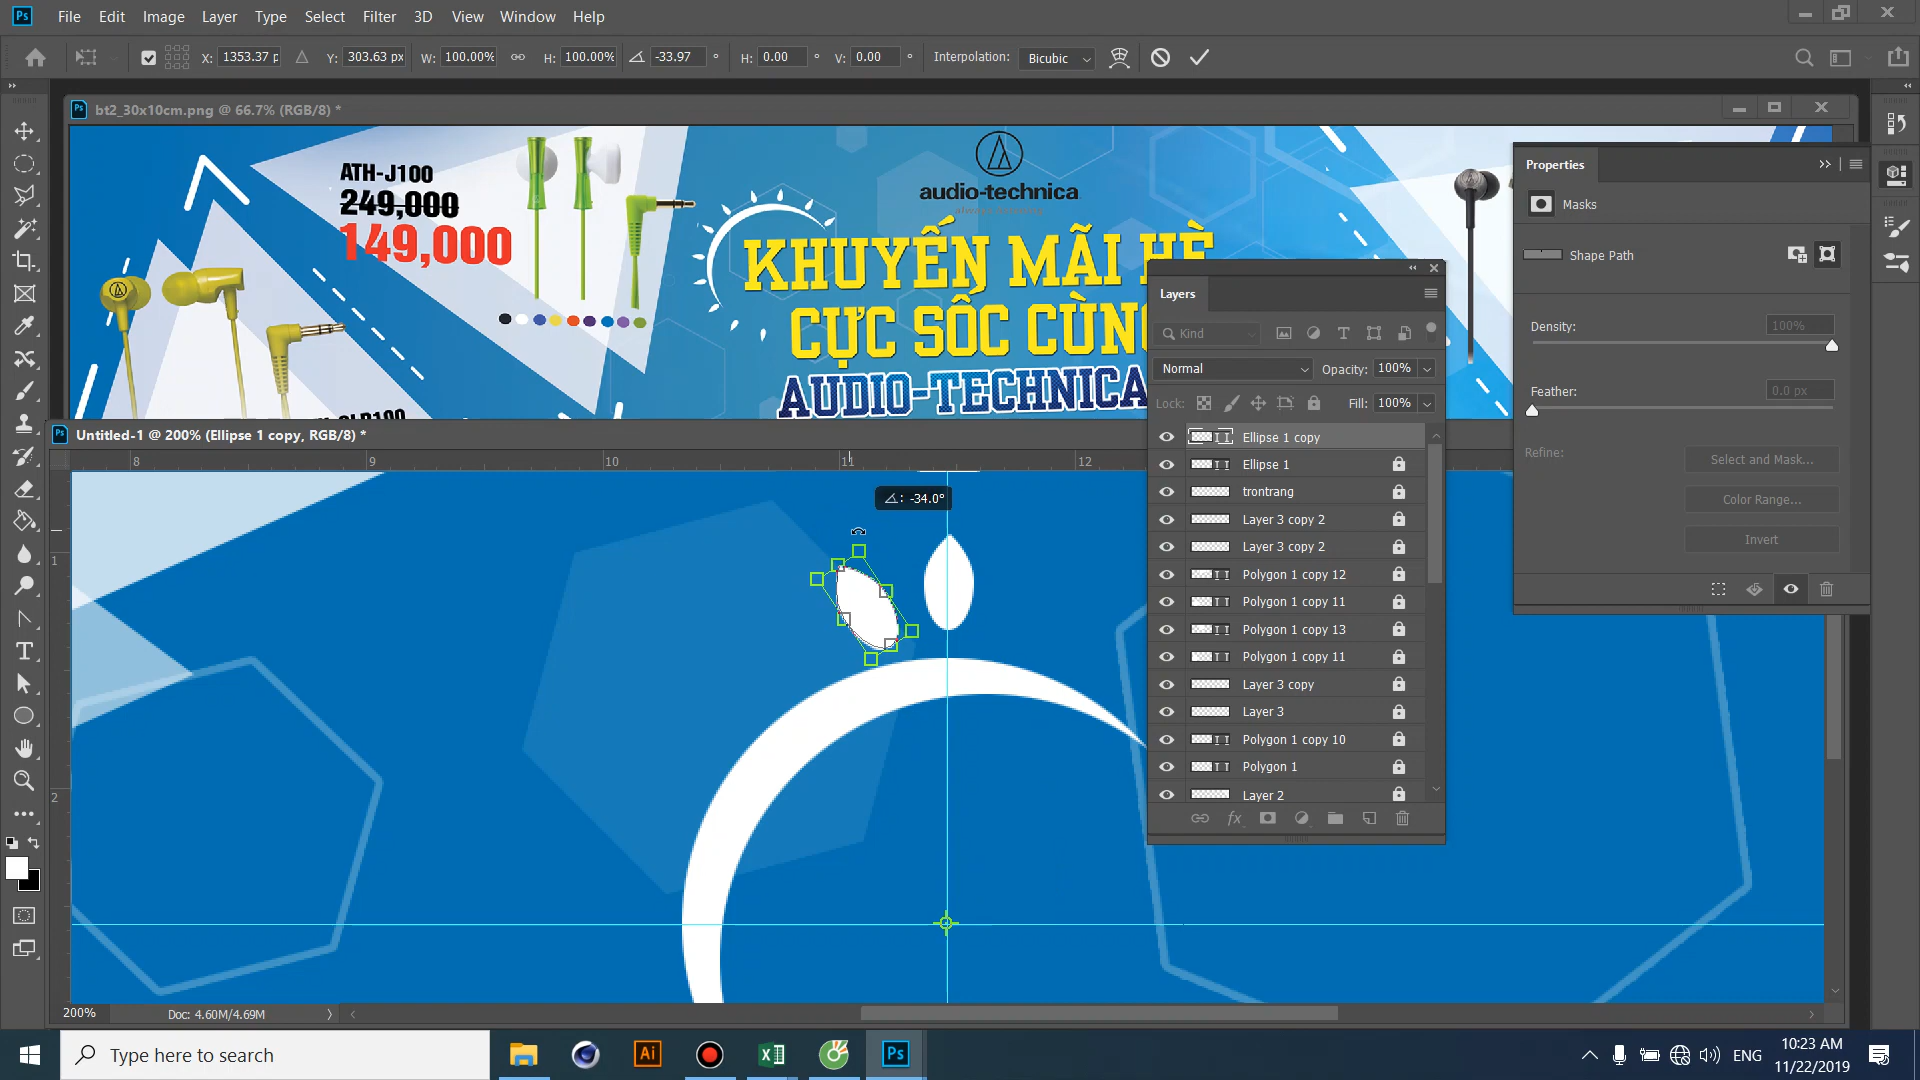 File Edit Image Layer Type Select Filter 3D View Window Help
X: 1353.37 p Y: 303.63 px W: 100.00% H: 100.00% -33.97 ° H: 0.00 ° V: 0.00 ° Interpolation: Bicubic
bt2_30x10cm.png @ 66.7% (RGB/8) *
ATH-J100
249,000
149,000
audio-technica
always listening
KHUYẾN MÃI HÈ
CỰC SỐC CÙNG
AUDIO-TECHNICA
Properties
Masks
Shape Path
Density: 100%
Feather: 0.0 px
Refine: Select and Mask...
Color Range...
Invert
Layers
Kind
Normal Opacity: 100%
Lock: Fill: 100%
Ellipse 1 copy
Ellipse 1
trontrang
Layer 3 copy 2
Layer 3 copy 2
Polygon 1 copy 12
Polygon 1 copy 11
Polygon 1 copy 13
Polygon 1 copy 11
Layer 3 copy
Layer 3
Polygon 1 copy 10
Polygon 1
Layer 2
fx
Untitled-1 @ 200% (Ellipse 1 copy, RGB/8) *
8 9 10 11 12
1
2
: -34.0°
200% Doc: 4.60M/4.69M
Type here to search
Ai
Ps
ENG
10:23 AM
11/22/2019